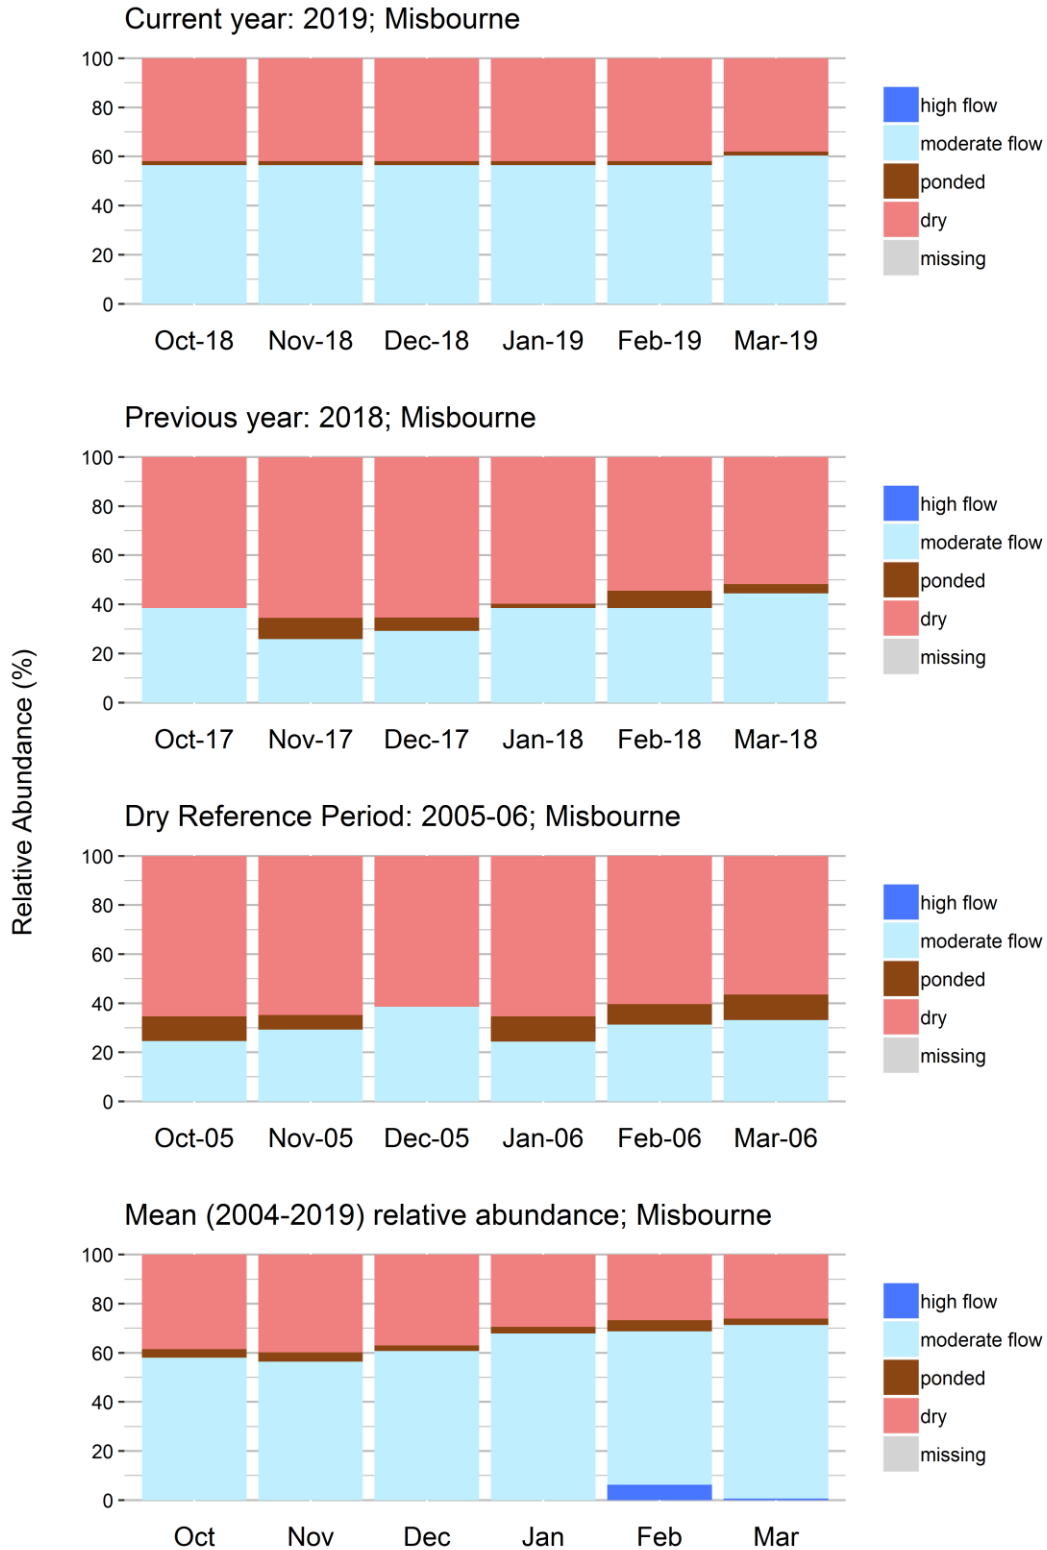 Current year: 2019; Misbourne
100
80
60
40
20
0
Oct-18 Nov-18 Dec-18 Jan-19 Feb-19 Mar-19
high flow
moderate flow
ponded
dry
missing
Previous year: 2018; Misbourne
100
80
60
40
20
0
Oct-17 Nov-17 Dec-17 Jan-18 Feb-18 Mar-18
high flow
moderate flow
ponded
dry
missing
Relative Abundance (%)
Dry Reference Period: 2005-06; Misbourne
100
80
60
40
20
0
Oct-05 Nov-05 Dec-05 Jan-06 Feb-06 Mar-06
high flow
moderate flow
ponded
dry
missing
Mean (2004-2019) relative abundance; Misbourne
100
80
60
40
20
0
Oct Nov Dec Jan Feb Mar
high flow
moderate flow
ponded
dry
missing